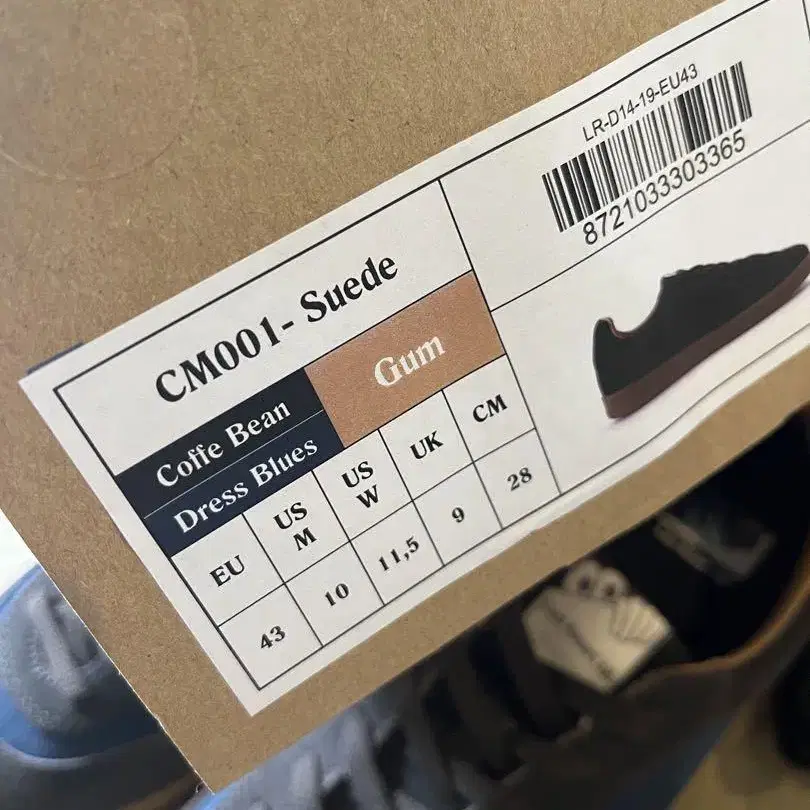 LR-D14-19-EU43
8721033303365
CM001- Suede
Coffe Bean
Dress Blues
Gum
EU
US M
US W
UK
CM
43
10
11,5
9
28